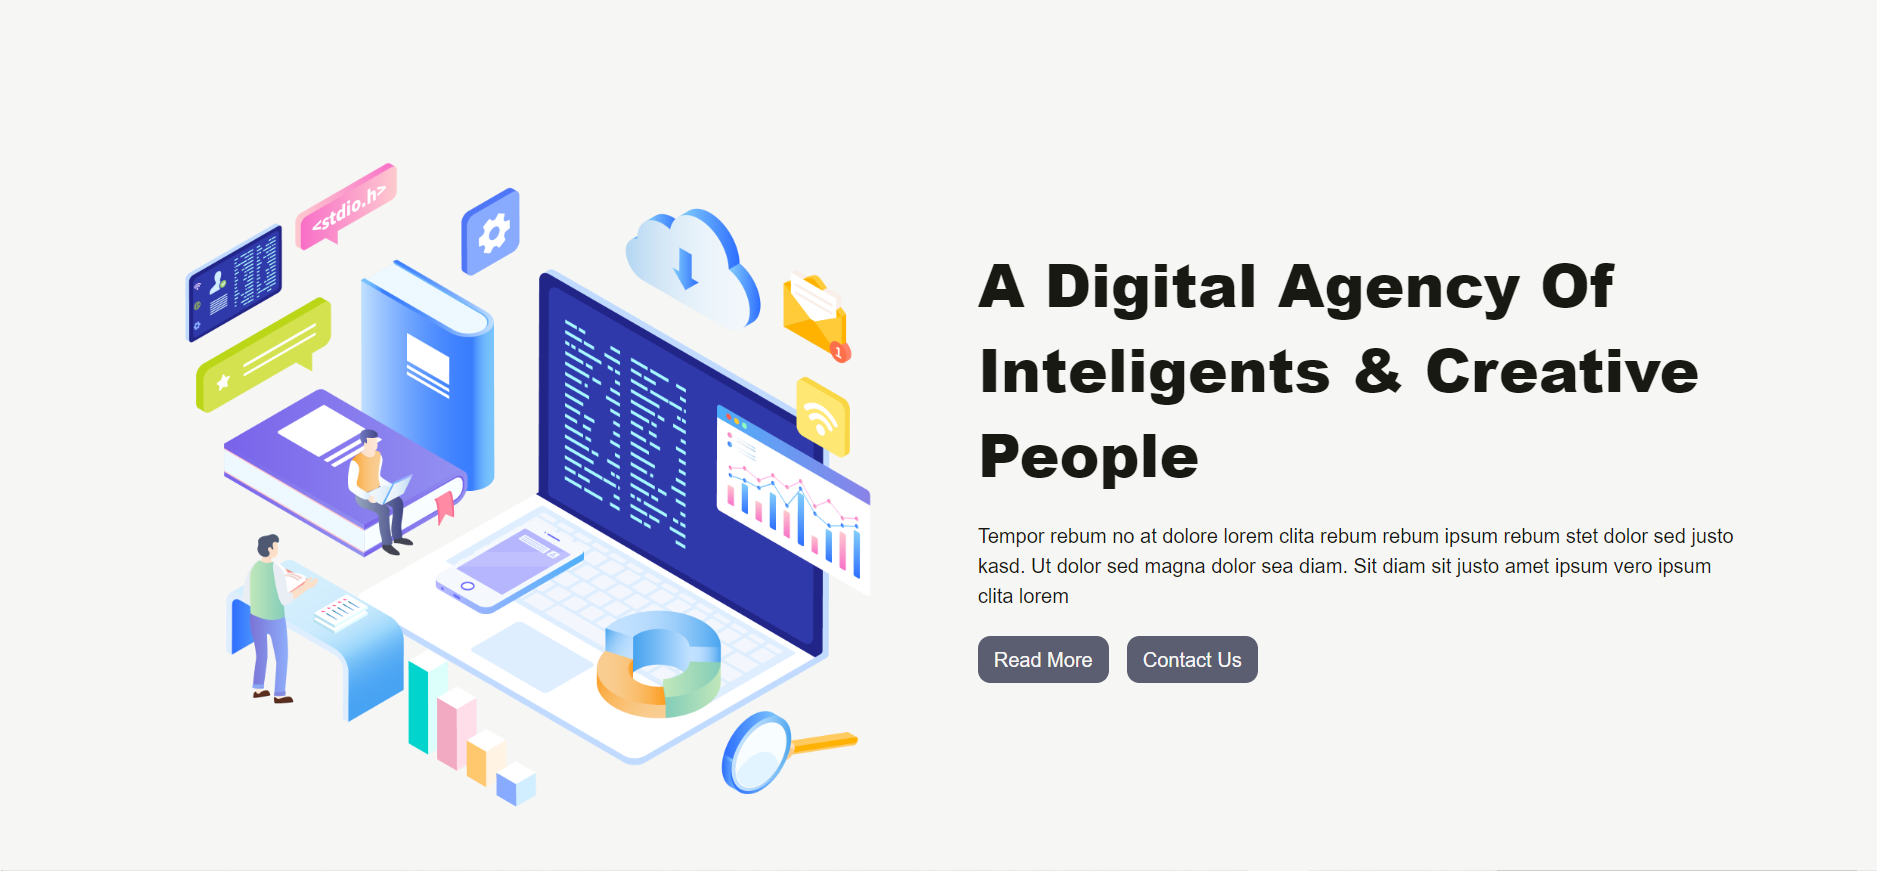 <stdio.h>
1
A Digital Agency Of
Inteligents & Creative
People
Tempor rebum no at dolore lorem clita rebum rebum ipsum rebum stet dolor sed justo
kasd. Ut dolor sed magna dolor sea diam. Sit diam sit justo amet ipsum vero ipsum
clita lorem
Read More
Contact Us